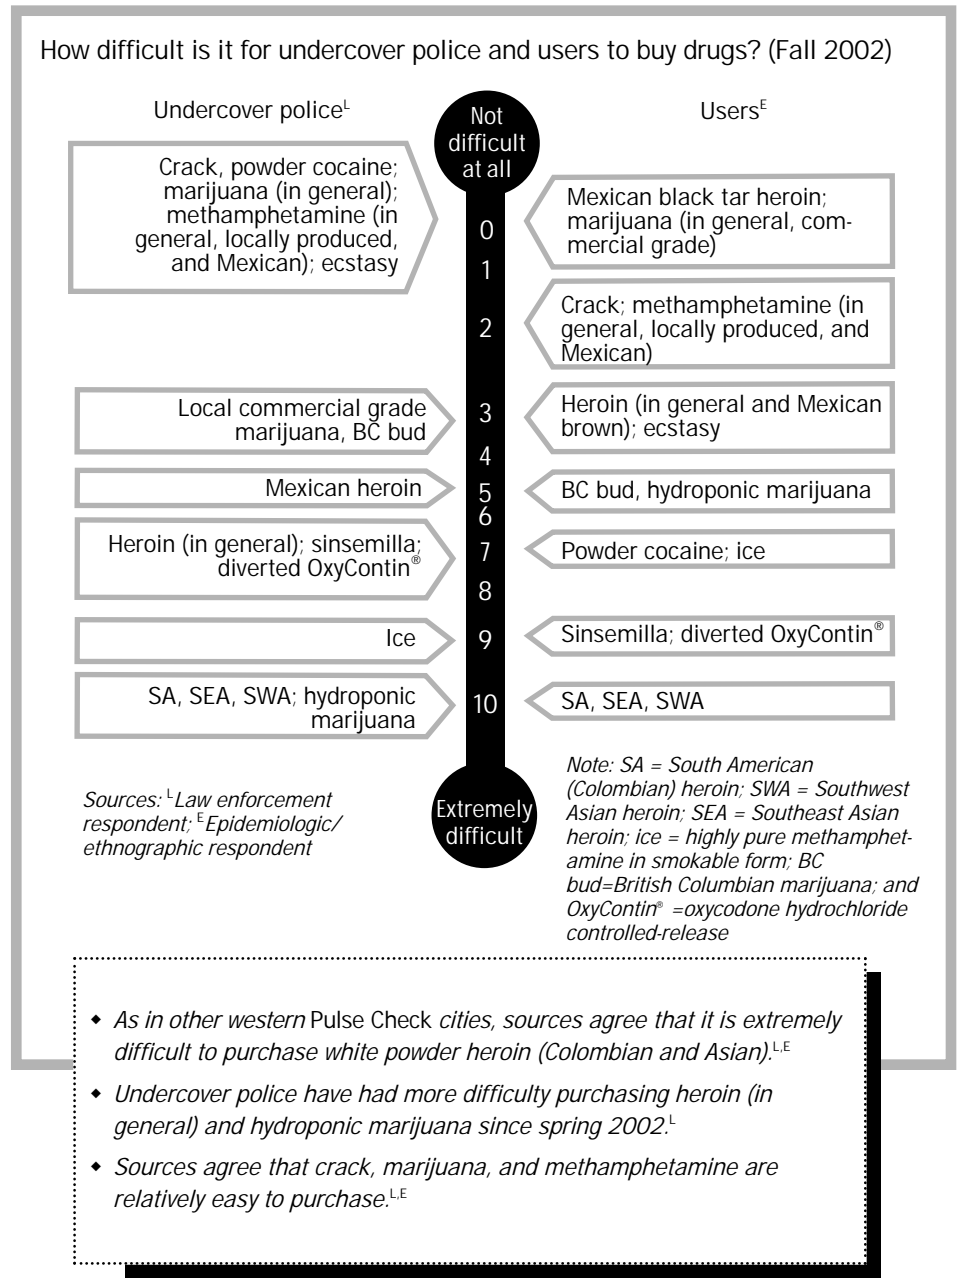 How difficult is it for undercover police and users to buy drugs? (Fall 2002)
Undercover police^L
Users^E
Not
difficult
at all
Crack, powder cocaine;
marijuana (in general);
methamphetamine (in
general, locally produced,
and Mexican); ecstasy
Mexican black tar heroin;
marijuana (in general, com-
mercial grade)
0
1
Crack; methamphetamine (in
general, locally produced, and
Mexican)
2
Local commercial grade
marijuana, BC bud
3
Heroin (in general and Mexican
brown); ecstasy
4
Mexican heroin
5
BC bud, hydroponic marijuana
6
Heroin (in general); sinsemilla;
diverted OxyContin®
7
Powder cocaine; ice
8
Ice
9
Sinsemilla; diverted OxyContin®
SA, SEA, SWA; hydroponic
marijuana
10
SA, SEA, SWA
Extremely
difficult
Sources: ^LLaw enforcement
respondent; ^EEpidemiologic/
ethnographic respondent
Note: SA = South American
(Colombian) heroin; SWA = Southwest
Asian heroin; SEA = Southeast Asian
heroin; ice = highly pure methamphet-
amine in smokable form; BC
bud=British Columbian marijuana; and
OxyContin® =oxycodone hydrochloride
controlled-release
◆ As in other western Pulse Check cities, sources agree that it is extremely
difficult to purchase white powder heroin (Colombian and Asian).^L,E
◆ Undercover police have had more difficulty purchasing heroin (in
general) and hydroponic marijuana since spring 2002.^L
◆ Sources agree that crack, marijuana, and methamphetamine are
relatively easy to purchase.^L,E